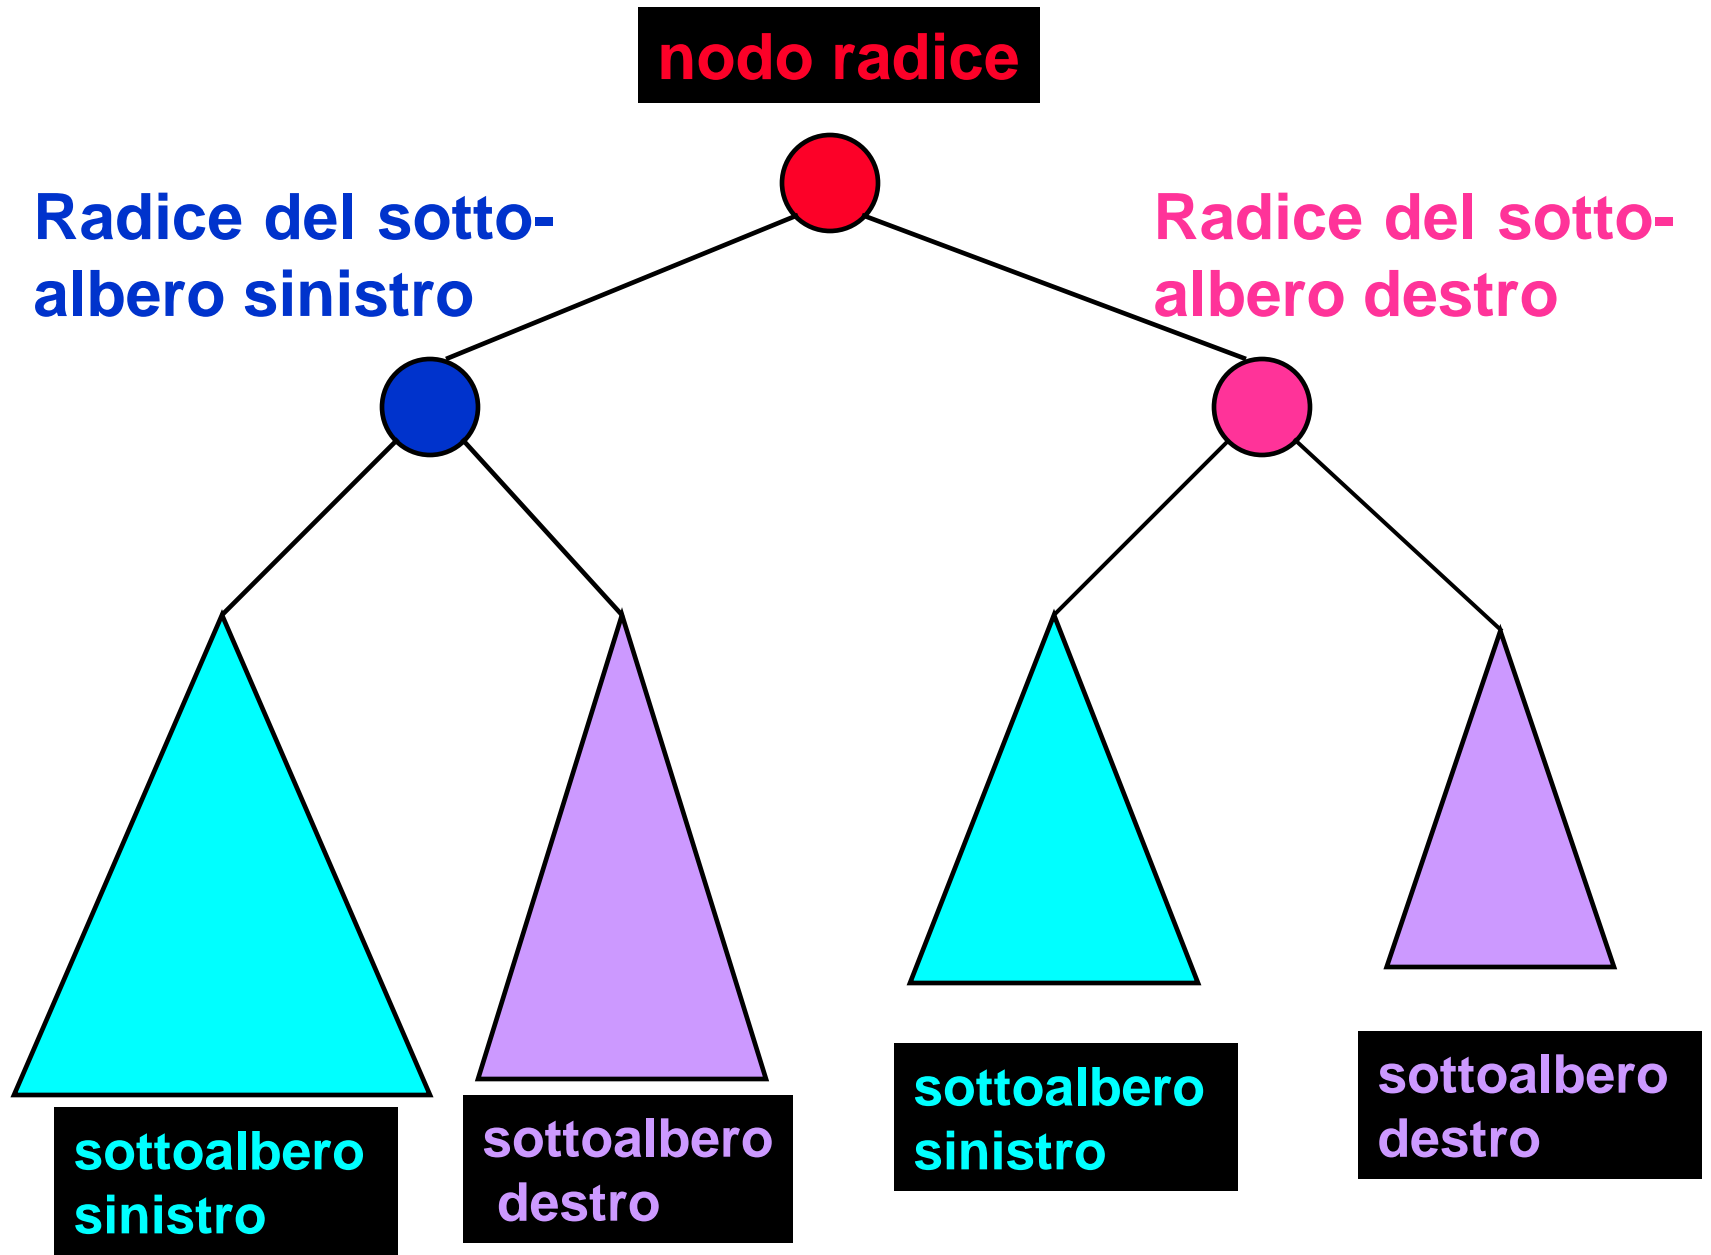 nodo radice
Radice del sotto-
albero sinistro
Radice del sotto-
albero destro
sottoalbero
sinistro
sottoalbero
destro
sottoalbero
sinistro
sottoalbero
destro